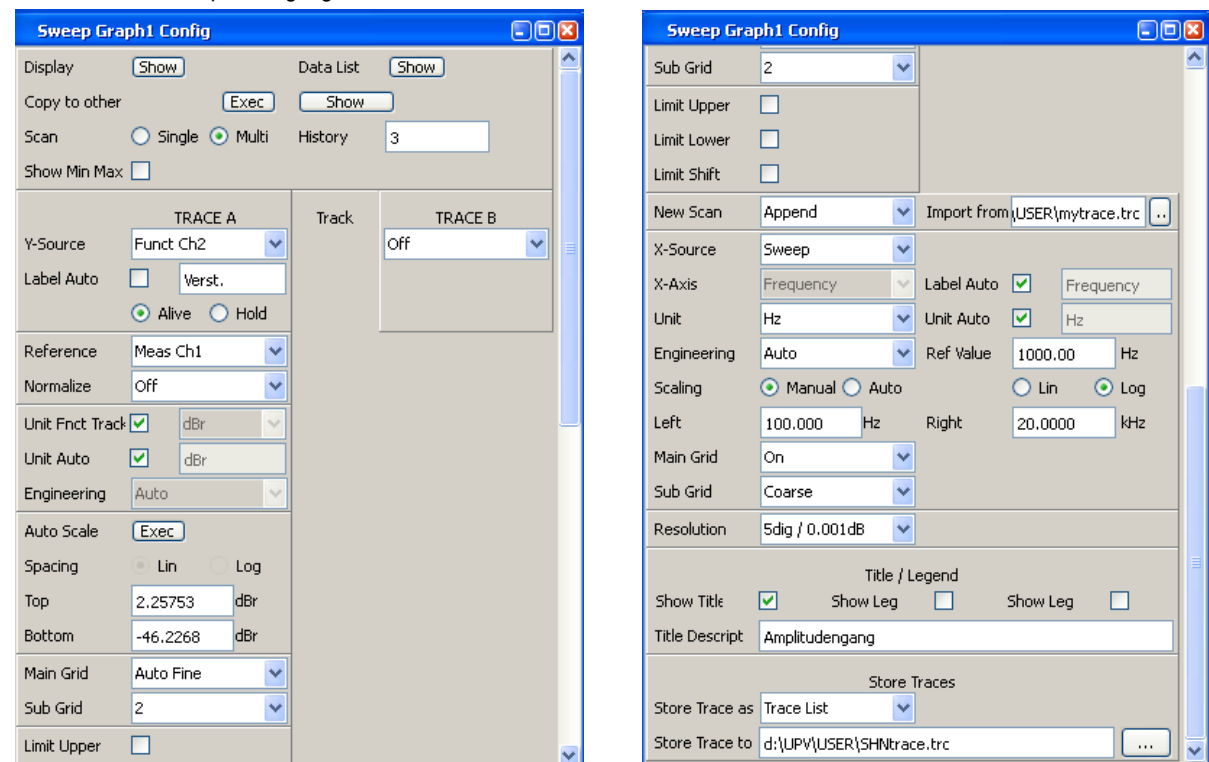 Sweep Graph1 Config
Display Show Data List Show
Copy to other Exec Show
Scan Single Multi History 3
Show Min Max
TRACE A Track TRACE B
Y-Source Funct Ch2 Off
Label Auto Verst.
Alive Hold
Reference Meas Ch1
Normalize Off
Unit Fnct Track dBr
Unit Auto dBr
Engineering Auto
Auto Scale Exec
Spacing Lin Log
Top 2.25753 dBr
Bottom -46.2268 dBr
Main Grid Auto Fine
Sub Grid 2
Limit Upper
Sweep Graph1 Config
Sub Grid 2
Limit Upper
Limit Lower
Limit Shift
New Scan Append Import from \USER\mytrace.trc ..
X-Source Sweep
X-Axis Frequency Label Auto Frequency
Unit Hz Unit Auto Hz
Engineering Auto Ref Value 1000.00 Hz
Scaling Manual Auto Lin Log
Left 100.000 Hz Right 20.0000 kHz
Main Grid On
Sub Grid Coarse
Resolution 5dig / 0.001dB
Title / Legend
Show Title Show Leg Show Leg
Title Descript Amplitudengang
Store Traces
Store Trace as Trace List
Store Trace to d:\UPV\USER\SHNtrace.trc ...